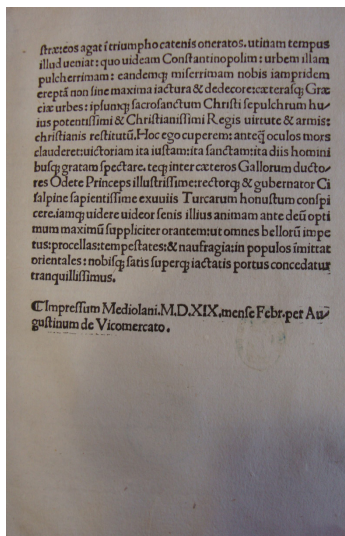 ſtræ:eos agat ī triumpho catenis oneratos. utinam tempus
illud ueniat: quo uideam Conſtantinopolim: urbem illam
pulcherrimam: eandemq; miſerrimam nobis iampridem
ereptā non ſine maxima iactura & dedecore: cæteraſq; Græ
ciæ urbes: ipſumq; ſacroſanctum Chriſti ſepulchrum hu⸗
ius potentiſſimi & Chriſtianiſſimi Regis uirtute & armis:
chriſtianis reſtitutū. Hoc ego cuperem: anteq̄ oculos mors
clauderet: uictoriam ita iuſtam: ita ſanctam: ita diis homini
buſq; gratam ſpectare. teq; inter cæteros Gallorum ducto⸗
res Odete Princeps illuſtriſſime: rectorq; & gubernator Ci
ſalpinæ ſapientiſſime exuuiis Turcarum honuſtum conſpi
cere. iamq; uidere uideor ſenis illius animam ante deū opti
mum maximū ſuppliciter orantem: ut omnes bellorū impe
tus: procellas: tempeſtates: & naufragia: in populos īmittat
orientales: nobiſq; ſatis ſuperq; iactatis portus concedatur
tranquilliſſimus.
⁋Impreſſum Mediolani. M.D.XIX. menſe Febr. per Au⸗
guſtinum de Vicomercato.